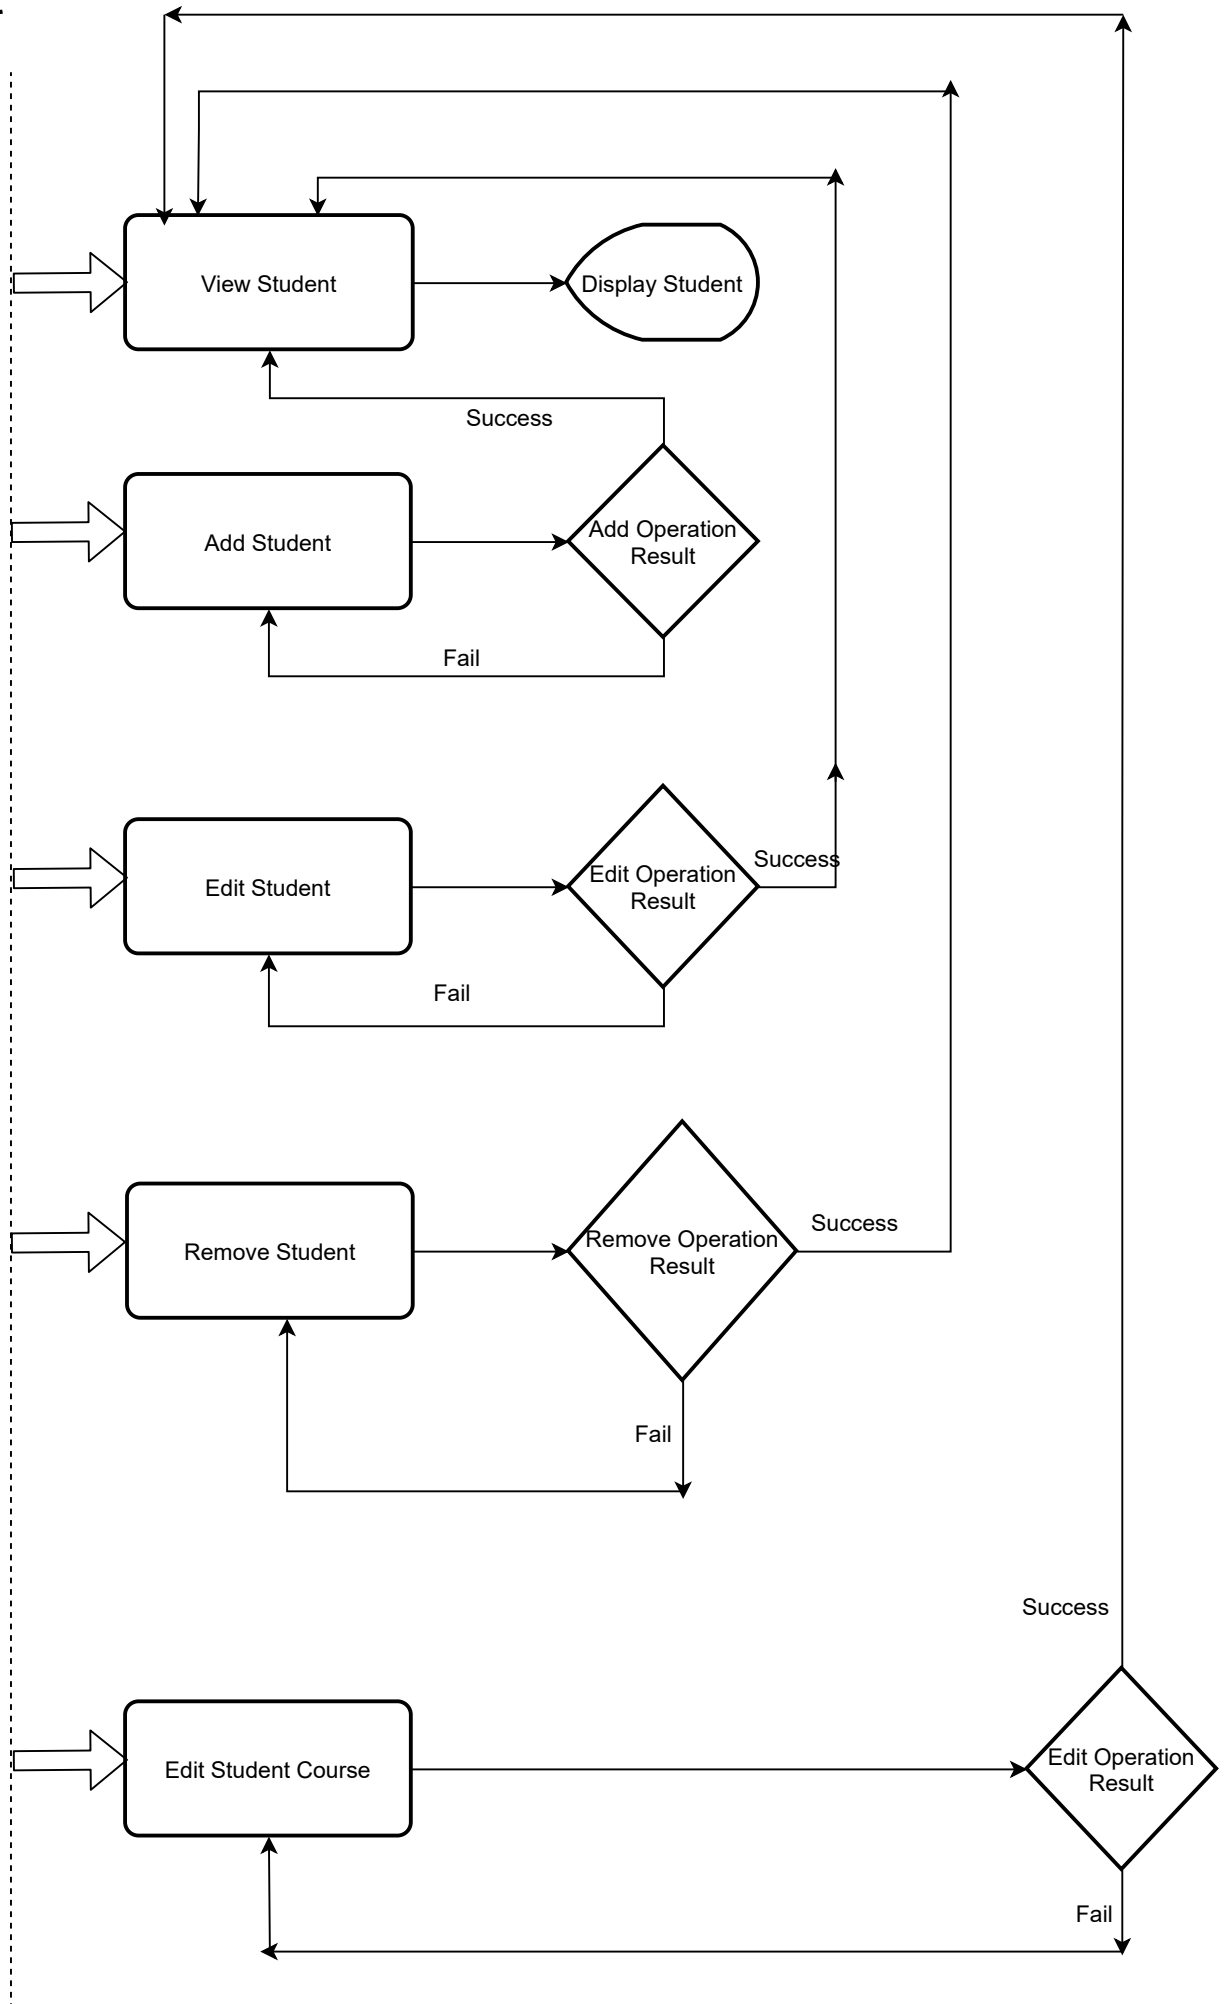 View Student
Display Student
Success
Add Student
Add Operation
Result
Fail
Edit Student
Edit Operation
Result
Success
Fail
Remove Student
Remove Operation
Result
Success
Fail
Success
Edit Student Course
Edit Operation
Result
Fail